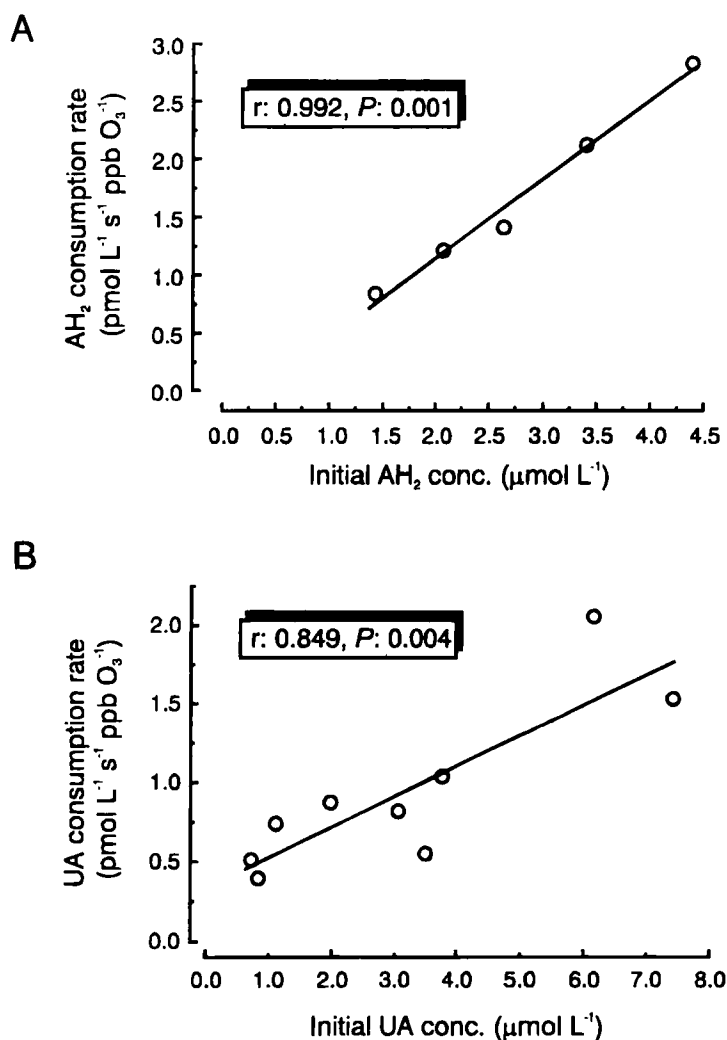 A
AH₂ consumption rate
(pmol L⁻¹ s⁻¹ ppb O₃⁻¹)
3.0
2.5
2.0
1.5
1.0
0.5
0.0
r: 0.992, P: 0.001
0.0 0.5 1.0 1.5 2.0 2.5 3.0 3.5 4.0 4.5
Initial AH₂ conc. (μmol L⁻¹)
B
UA consumption rate
(pmol L⁻¹ s⁻¹ ppb O₃⁻¹)
2.0
1.5
1.0
0.5
0.0
r: 0.849, P: 0.004
0.0 1.0 2.0 3.0 4.0 5.0 6.0 7.0 8.0
Initial UA conc. (μmol L⁻¹)